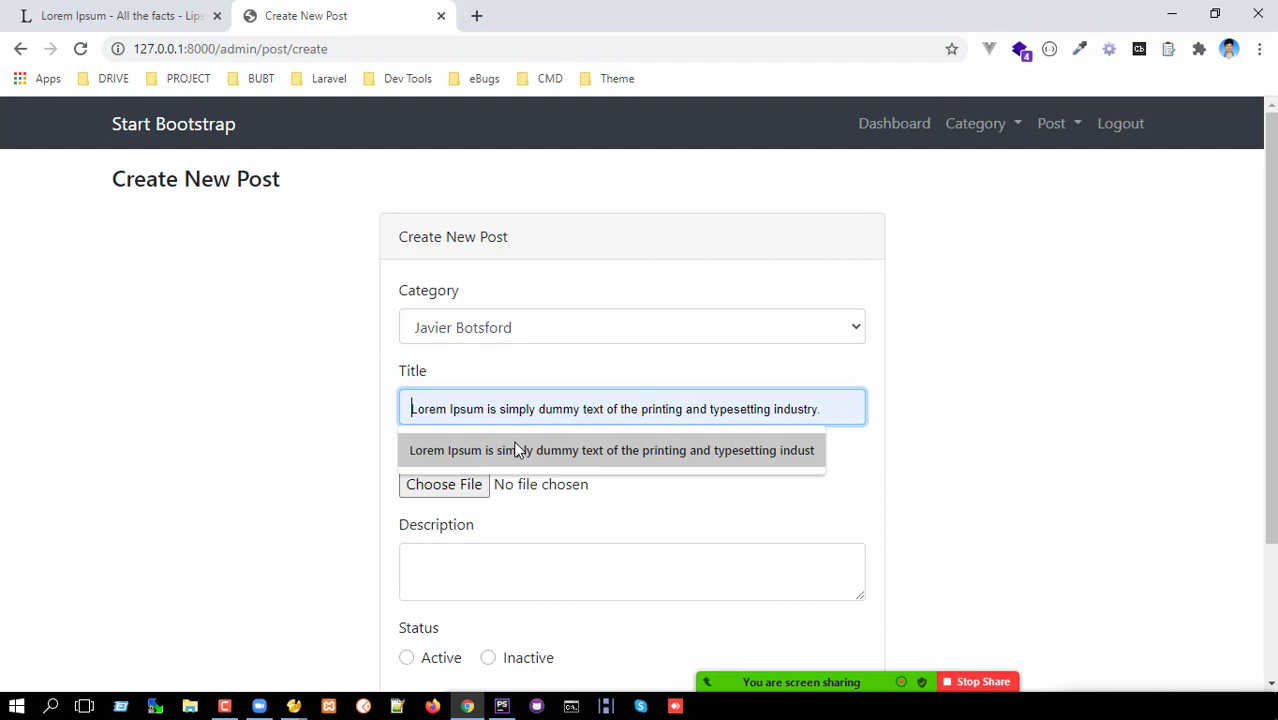 Lorem Ipsum - All the facts - Lips
Create New Post
127.0.0.1:8000/admin/post/create
4
Cb
Apps
DRIVE
PROJECT
BUBT
Laravel
Dev Tools
eBugs
CMD
Theme
Start Bootstrap
Dashboard
Category
Post
Logout
Create New Post
Create New Post
Category
Javier Botsford
Title
Lorem Ipsum is simply dummy text of the printing and typesetting industry.
Lorem Ipsum is simply dummy text of the printing and typesetting indust
Choose File No file chosen
Description
Status
Active
Inactive
You are screen sharing
Stop Share
PS